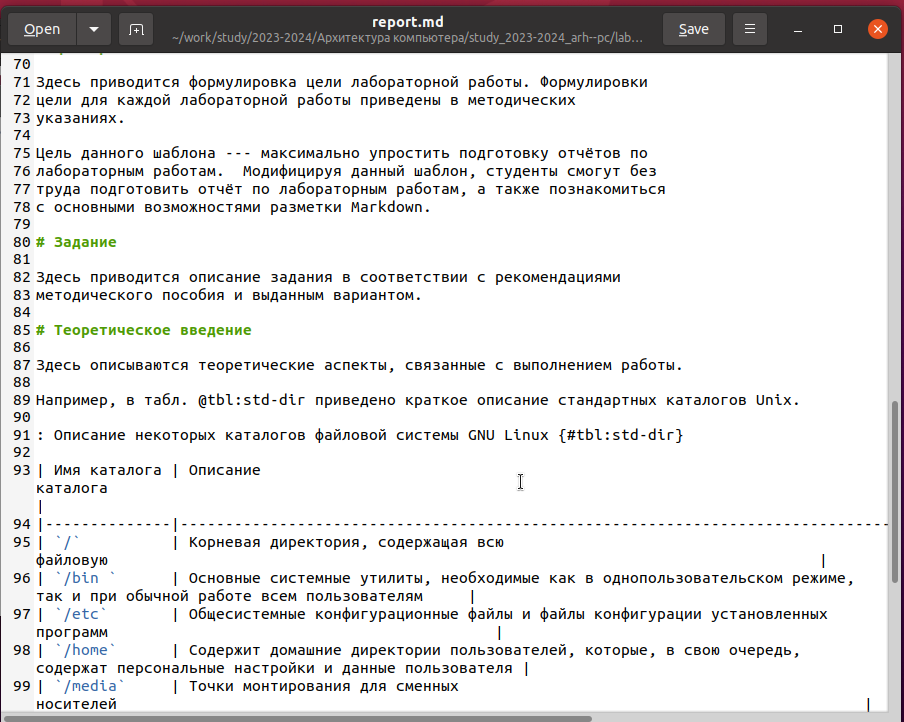 Open
report.md
~/work/study/2023-2024/Архитектура компьютера/study_2023-2024_arh--pc/lab...
Save
70
71 Здесь приводится формулировка цели лабораторной работы. Формулировки
72 цели для каждой лабораторной работы приведены в методических
73 указаниях.
74
75 Цель данного шаблона --- максимально упростить подготовку отчётов по
76 лабораторным работам.  Модифицируя данный шаблон, студенты смогут без
77 труда подготовить отчёт по лабораторным работам, а также познакомиться
78 с основными возможностями разметки Markdown.
79
80 # Задание
81
82 Здесь приводится описание задания в соответствии с рекомендациями
83 методического пособия и выданным вариантом.
84
85 # Теоретическое введение
86
87 Здесь описываются теоретические аспекты, связанные с выполнением работы.
88
89 Например, в табл. @tbl:std-dir приведено краткое описание стандартных каталогов Unix.
90
91 : Описание некоторых каталогов файловой системы GNU Linux {#tbl:std-dir}
92
93 | Имя каталога | Описание
каталога
|
94 |--------------|-------------------------------------------------------------------------------
95 | `/`          | Корневая директория, содержащая всю
файловую |
96 | `/bin `      | Основные системные утилиты, необходимые как в однопользовательском режиме,
так и при обычной работе всем пользователям     |
97 | `/etc`       | Общесистемные конфигурационные файлы и файлы конфигурации установленных
программ |
98 | `/home`      | Содержит домашние директории пользователей, которые, в свою очередь,
содержат персональные настройки и данные пользователя |
99 | `/media`     | Точки монтирования для сменных
носителей |